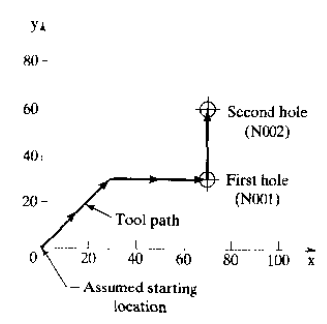 y
80
60
Second hole
(N002)
40
First hole
(N001)
20
Tool path
0 20 40 60 80 100 x
Assumed starting
location